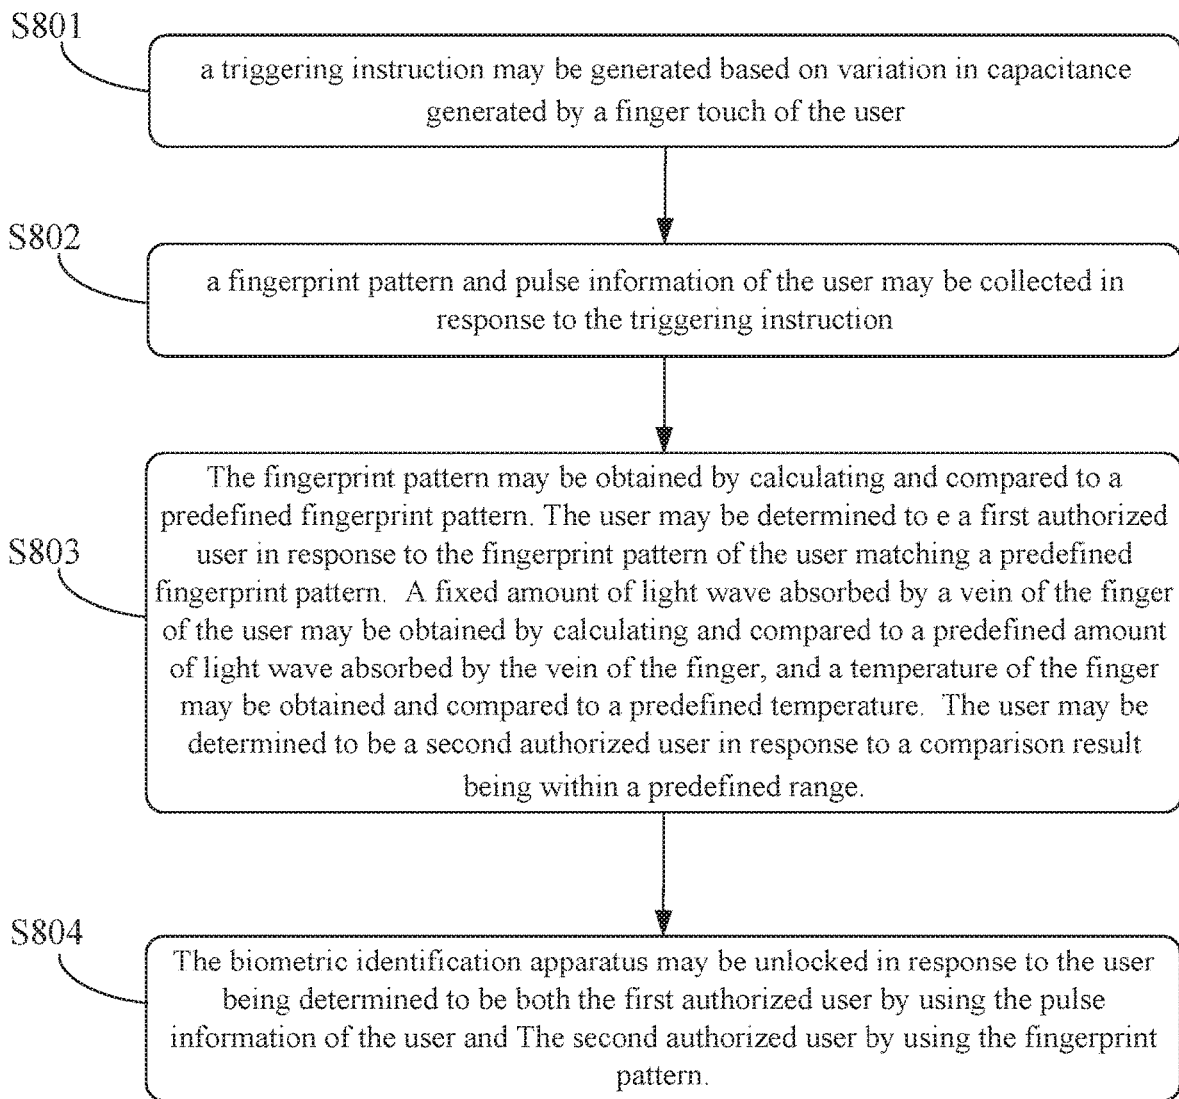 S801
a triggering instruction may be generated based on variation in capacitance
generated by a finger touch of the user
S802
a fingerprint pattern and pulse information of the user may be collected in
response to the triggering instruction
S803
The fingerprint pattern may be obtained by calculating and compared to a
predefined fingerprint pattern. The user may be determined to e a first authorized
user in response to the fingerprint pattern of the user matching a predefined
fingerprint pattern. A fixed amount of light wave absorbed by a vein of the finger
of the user may be obtained by calculating and compared to a predefined amount
of light wave absorbed by the vein of the finger, and a temperature of the finger
may be obtained and compared to a predefined temperature. The user may be
determined to be a second authorized user in response to a comparison result
being within a predefined range.
S804
The biometric identification apparatus may be unlocked in response to the user
being determined to be both the first authorized user by using the pulse
information of the user and The second authorized user by using the fingerprint
pattern.